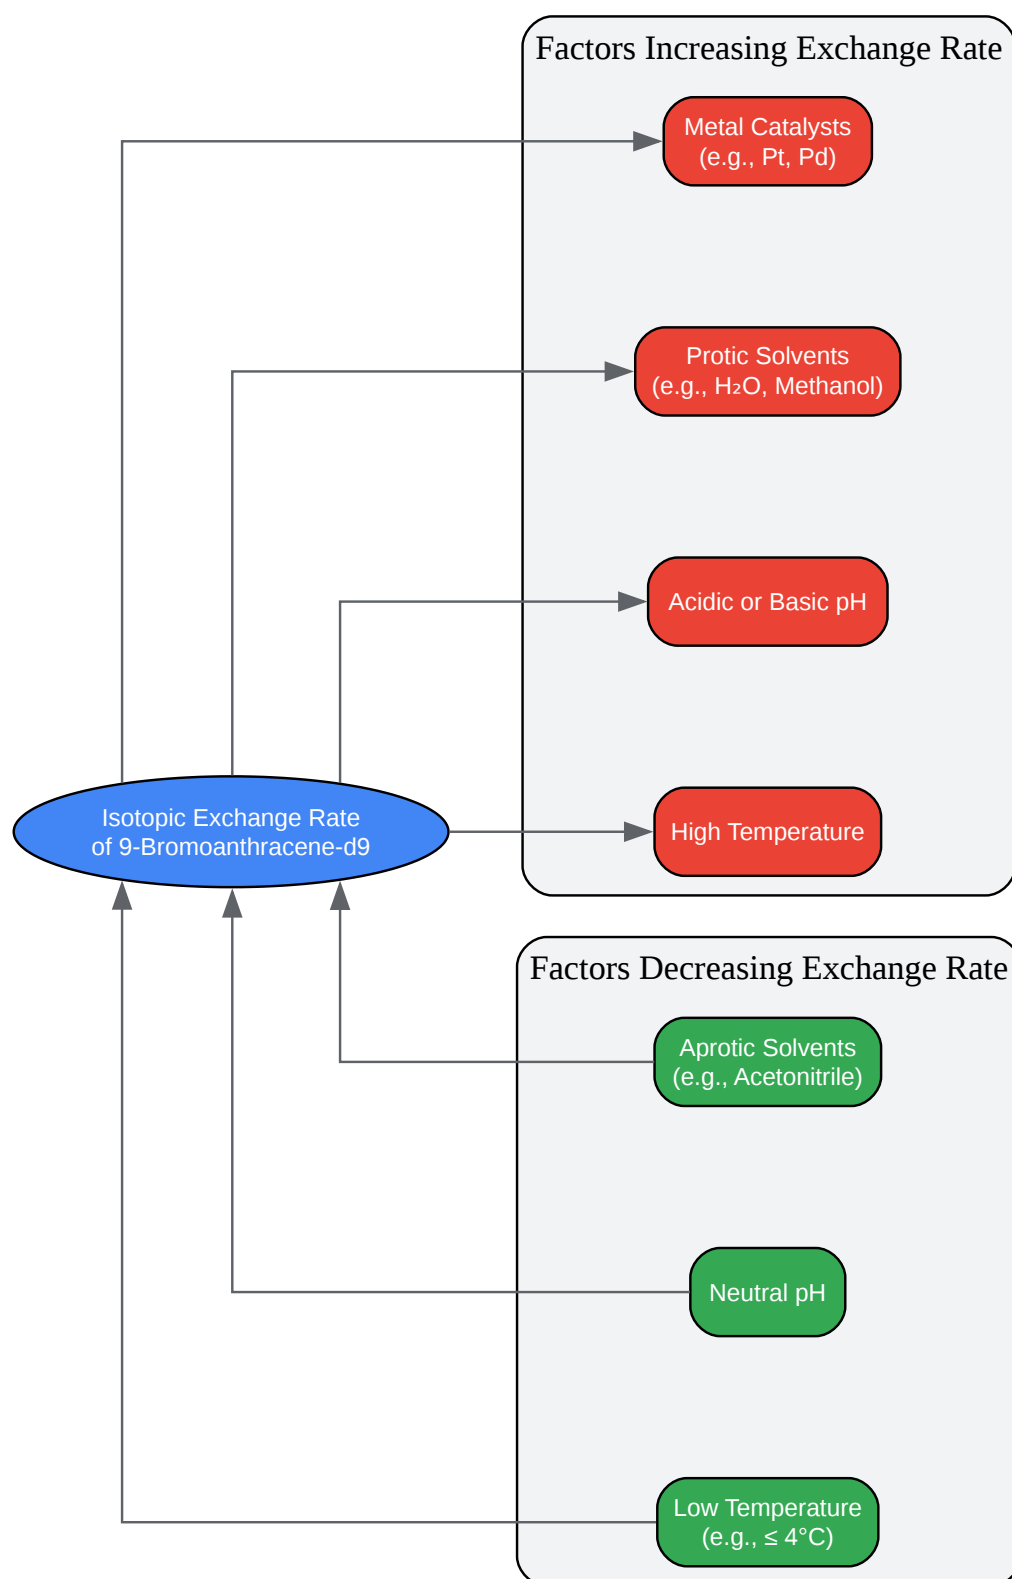 Factors Increasing Exchange Rate
Metal Catalysts
(e.g., Pt, Pd)
Protic Solvents
(e.g., H₂O, Methanol)
Acidic or Basic pH
High Temperature
Isotopic Exchange Rate
of 9-Bromoanthracene-d9
Factors Decreasing Exchange Rate
Aprotic Solvents
(e.g., Acetonitrile)
Neutral pH
Low Temperature
(e.g., ≤ 4°C)